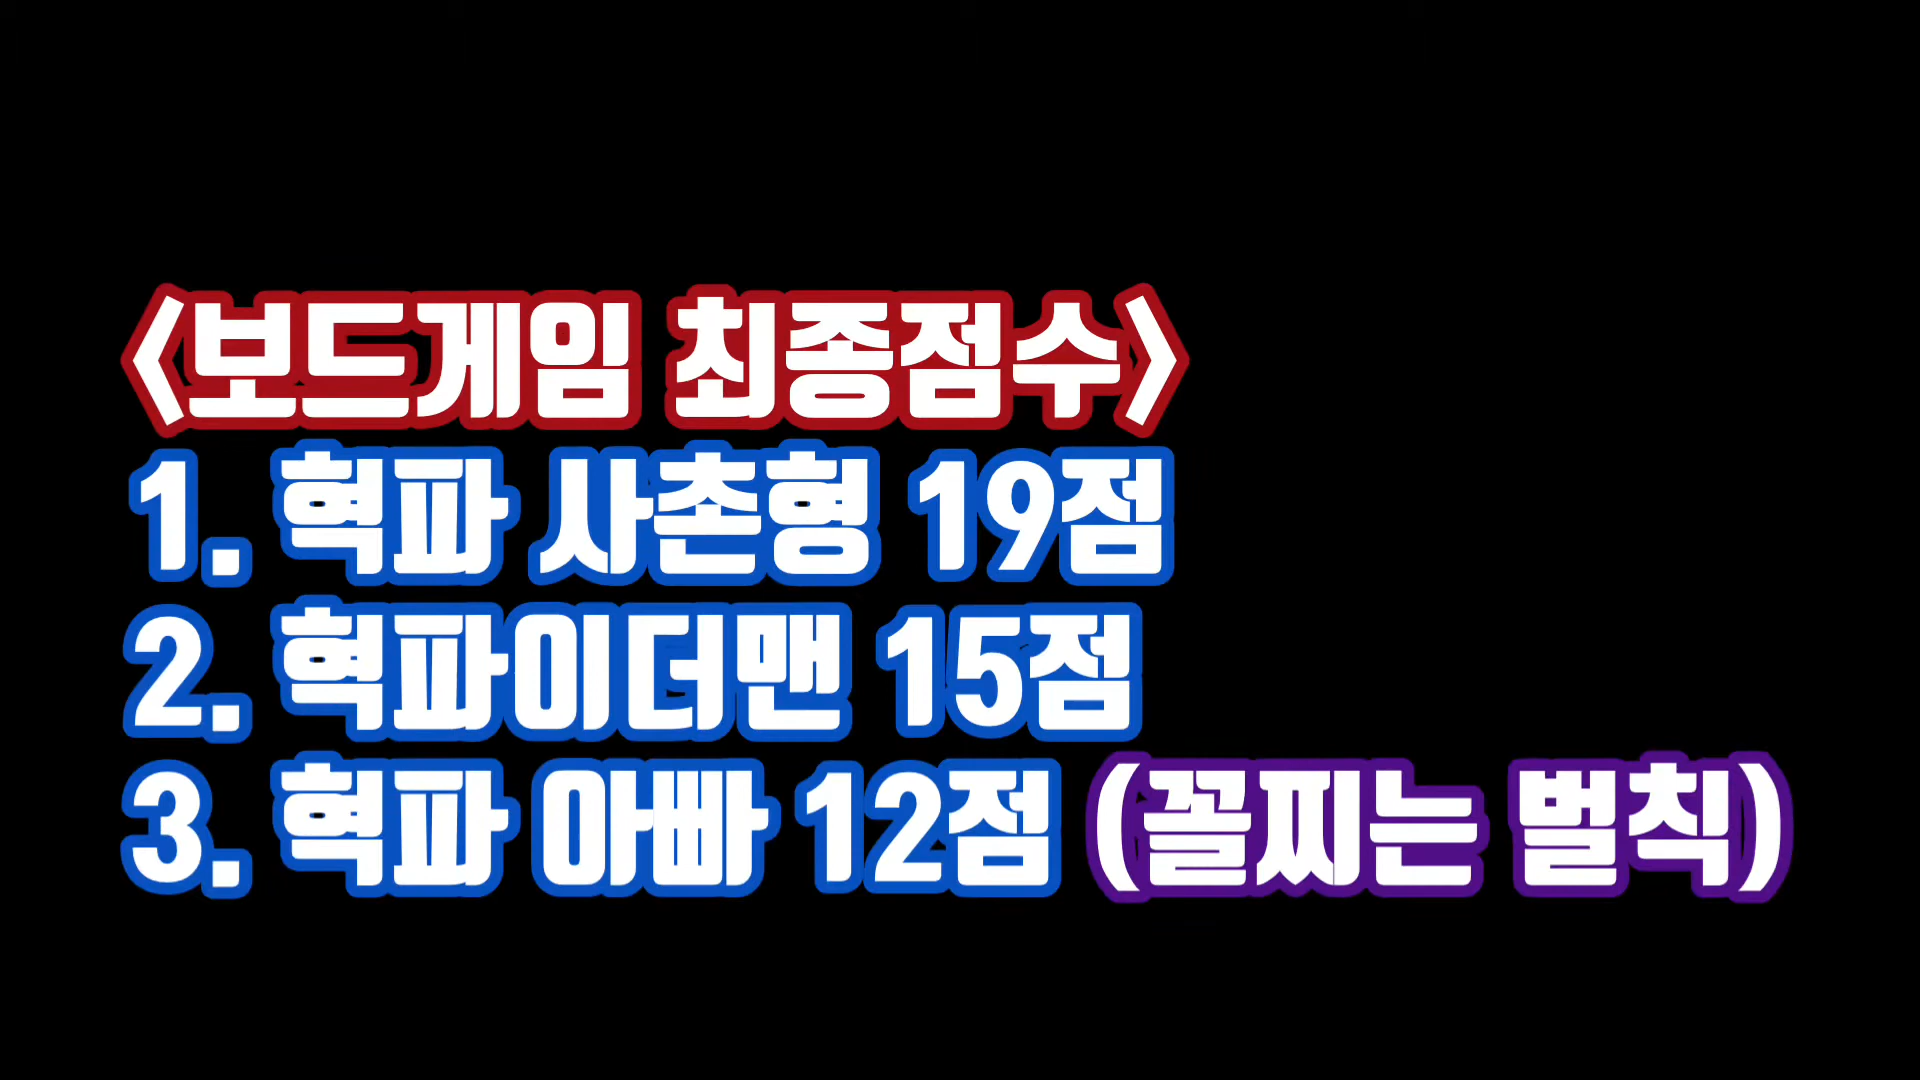 <보드게임 최종점수>
1. 혁파 사촌형 19점
2. 혁파이더맨 15점
3. 혁파 아빠 12점 (꼴찌는 벌칙)